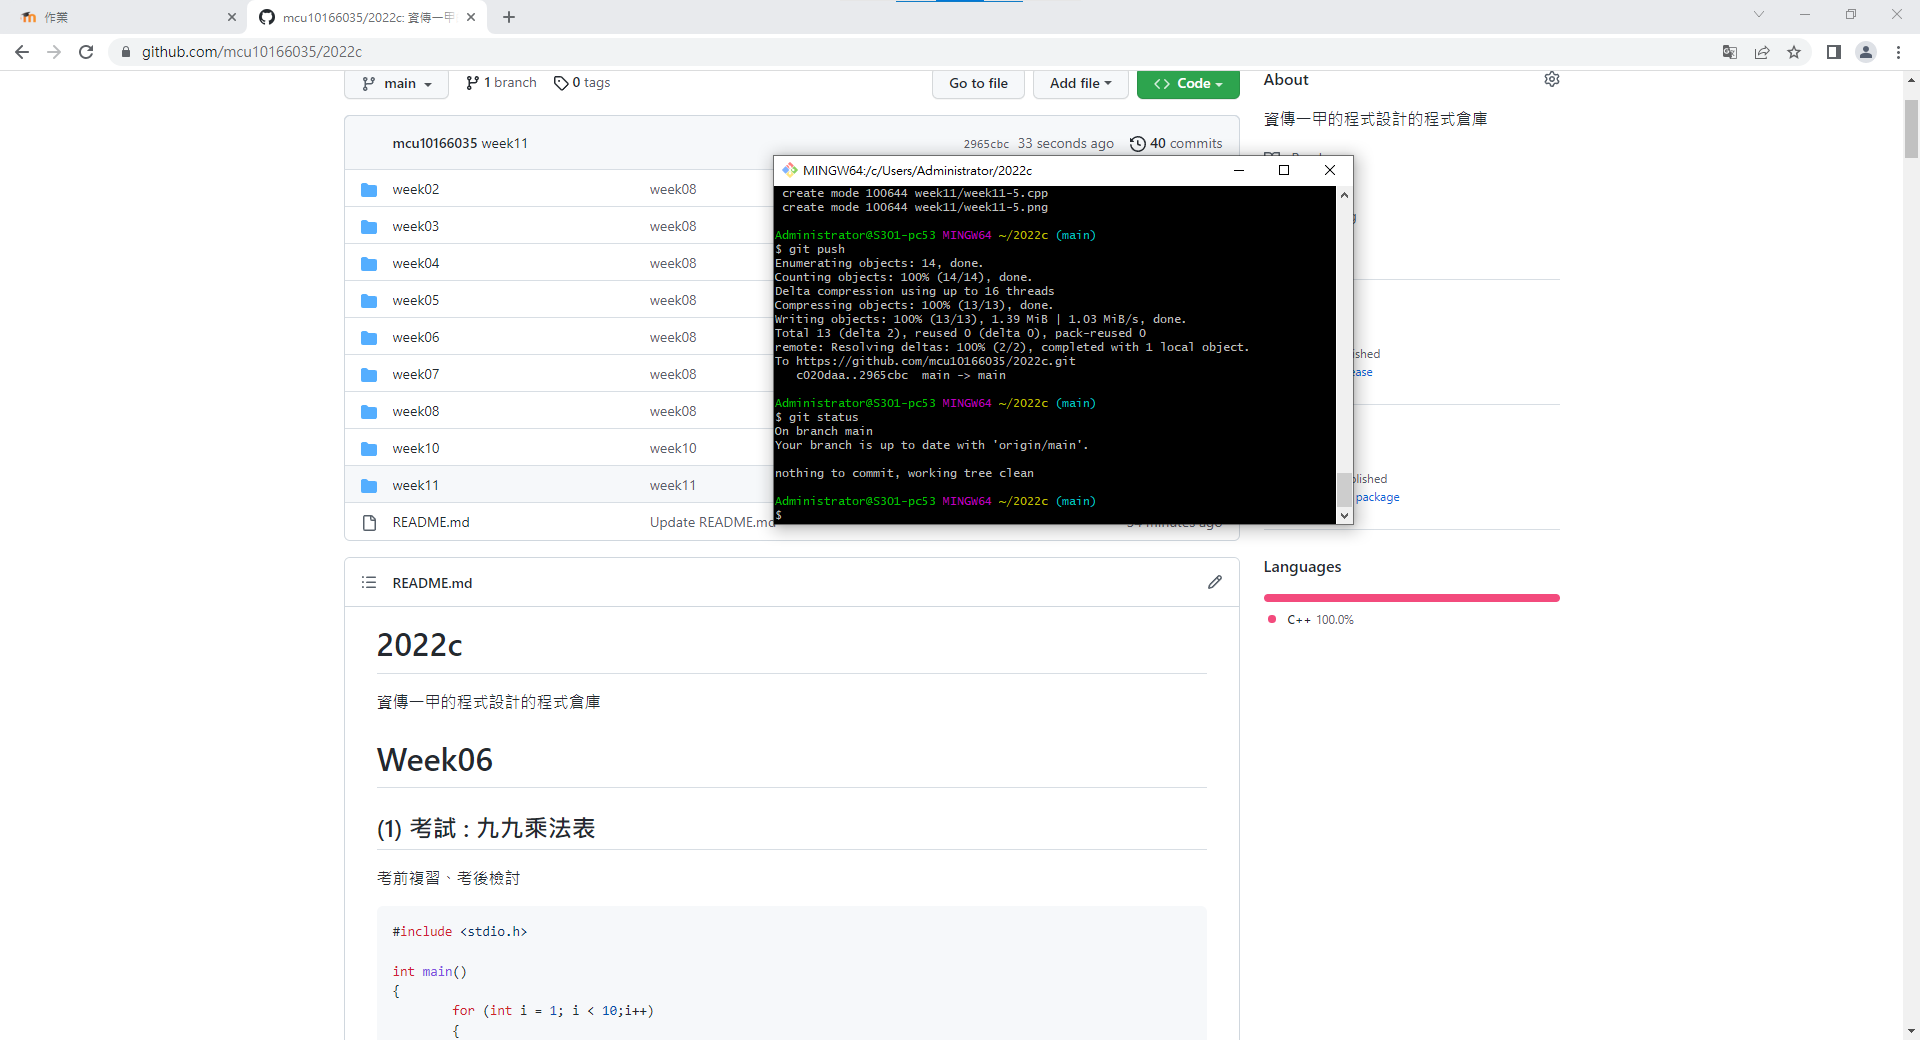 作業
mcu10166035/2022c: 資傳一甲
github.com/mcu10166035/2022c
main
1 branch
0 tags
Go to file
Add file
Code
About
資傳一甲的程式設計的程式倉庫
mcu10166035 week11
2965cbc 33 seconds ago 40 commits
week02 week08
week03 week08
week04 week08
week05 week08
week06 week08
week07 week08
week08 week08
week10 week10
week11 week11
README.md Update README.md
MINGW64:/c/Users/Administrator/2022c
create mode 100644 week11/week11-5.cpp
create mode 100644 week11/week11-5.png
Administrator@S301-pc53 MINGW64 ~/2022c (main)
$ git push
Enumerating objects: 14, done.
Counting objects: 100% (14/14), done.
Delta compression using up to 16 threads
Compressing objects: 100% (13/13), done.
Writing objects: 100% (13/13), 1.39 MiB | 1.03 MiB/s, done.
Total 13 (delta 2), reused 0 (delta 0), pack-reused 0
remote: Resolving deltas: 100% (2/2), completed with 1 local object.
To https://github.com/mcu10166035/2022c.git
c020daa..2965cbc main -> main
Administrator@S301-pc53 MINGW64 ~/2022c (main)
$ git status
On branch main
Your branch is up to date with 'origin/main'.
nothing to commit, working tree clean
Administrator@S301-pc53 MINGW64 ~/2022c (main)
$
package
Languages
C++ 100.0%
README.md
2022c
資傳一甲的程式設計的程式倉庫
Week06
(1) 考試 : 九九乘法表
考前複習、考後檢討
#include <stdio.h>
int main()
{
for (int i = 1; i < 10;i++)
{